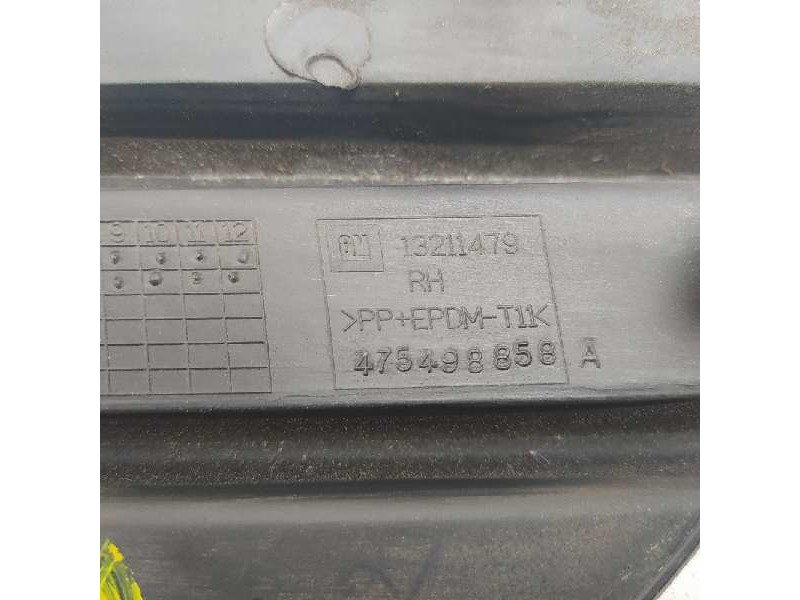 9 10 11 12
GM 13211479
RH
>PP+EPDM-T11<
475498858 A